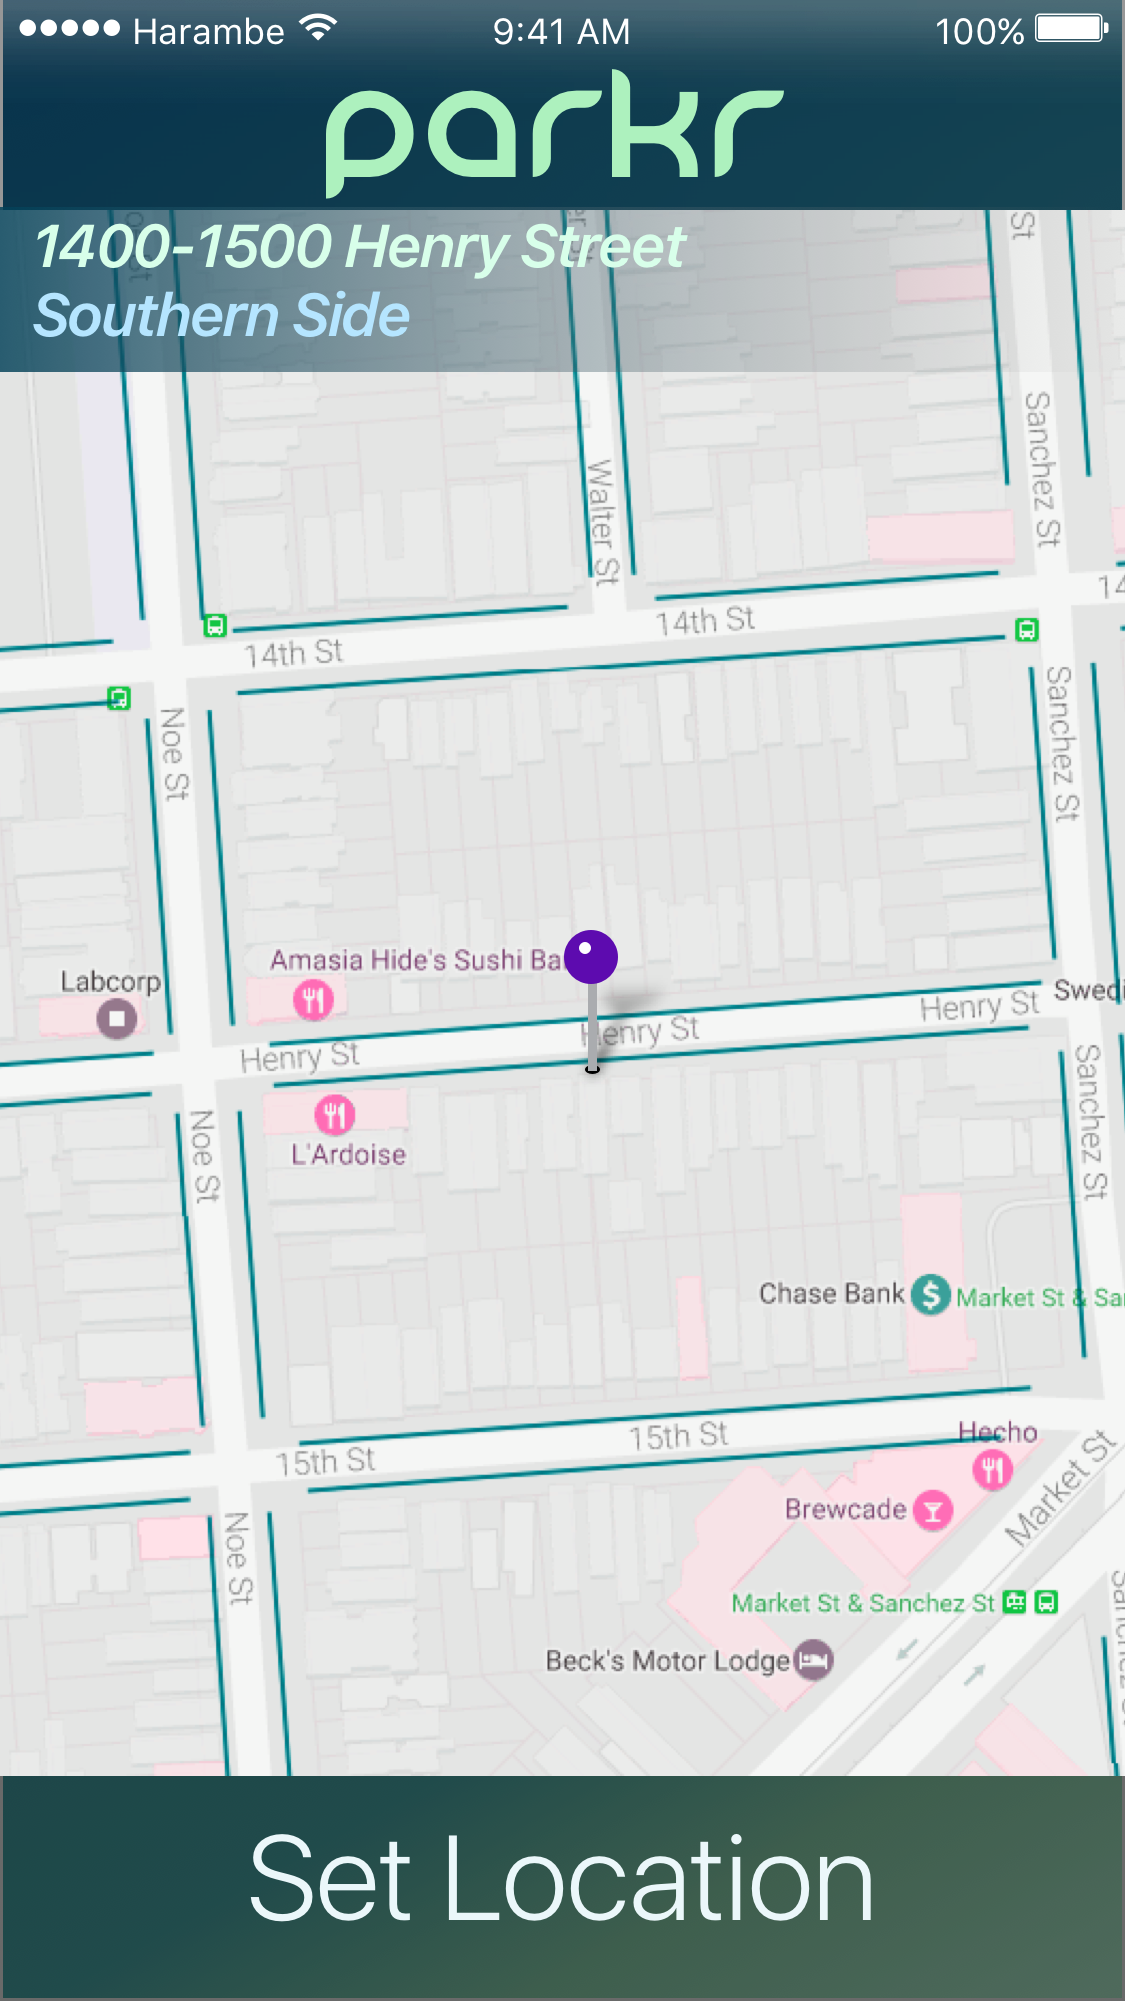 Harambe 9:41 AM 100%
parkr
1400-1500 Henry Street
Southern Side
St
Sanchez St
Walter St
14
14th St
14th St
Noe St
Sanchez St
Amasia Hide's Sushi Ba
Labcorp
Swedi
Henry St
Henry St
Henry St
L'Ardoise
Noe St
Sanchez St
Chase Bank
Market St & Sa
15th St
15th St
Hecho
Market St
Brewcade
Noe St
Market St & Sanchez St
Beck's Motor Lodge
Set Location